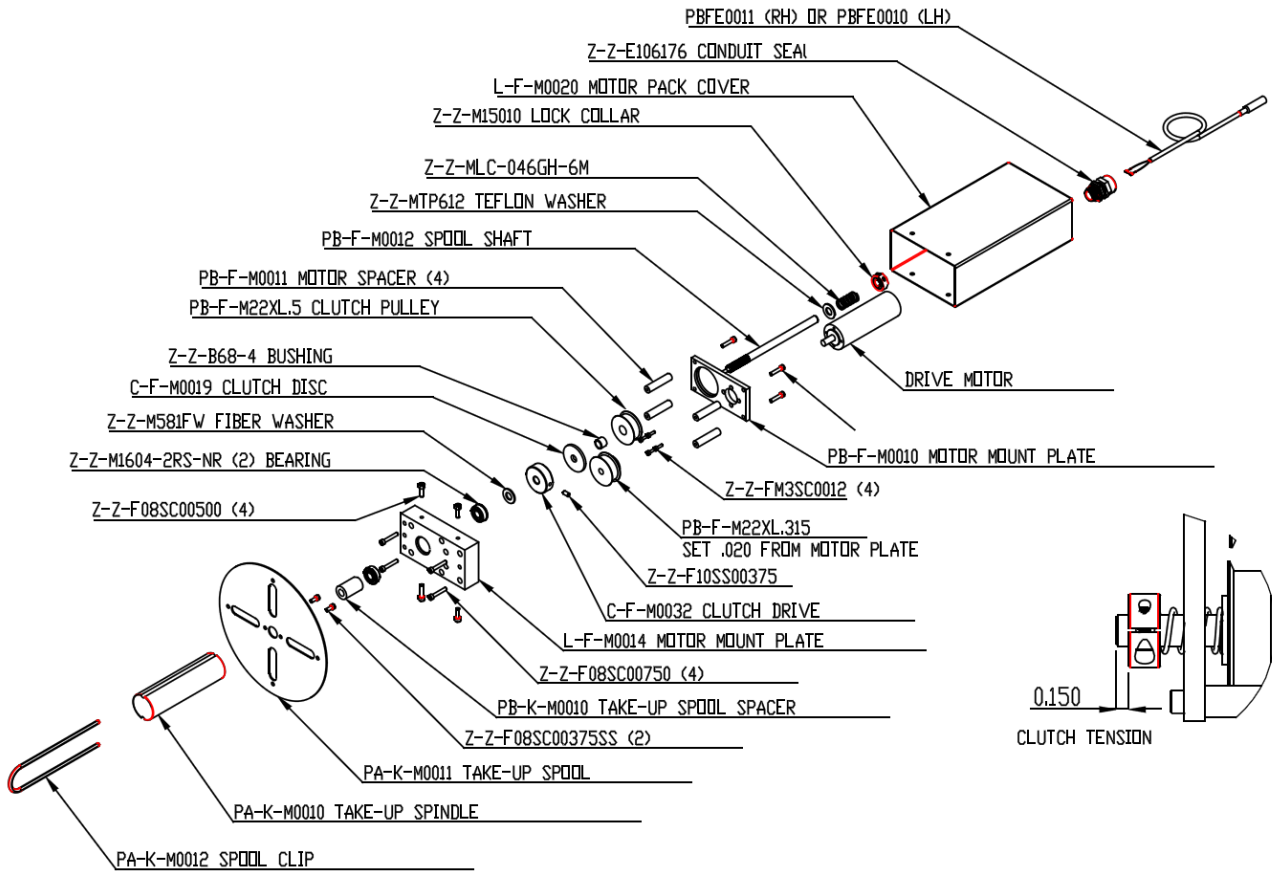 PBFE0011 (RH) OR PBFE0010 (LH)
Z-Z-E106176 CONDUIT SEAL
L-F-M0020 MOTOR PACK COVER
Z-Z-M15010 LOCK COLLAR
Z-Z-MLC-046GH-6M
Z-Z-MTP612 TEFLON WASHER
PB-F-M0012 SPOOL SHAFT
PB-F-M0011 MOTOR SPACER (4)
PB-F-M22XL.5 CLUTCH PULLEY
Z-Z-B68-4 BUSHING
C-F-M0019 CLUTCH DISC
Z-Z-M581FW FIBER WASHER
Z-Z-M1604-2RS-NR (2) BEARING
Z-Z-F08SC00500 (4)
DRIVE MOTOR
PB-F-M0010 MOTOR MOUNT PLATE
Z-Z-FM3SC0012 (4)
PB-F-M22XL.315
SET .020 FROM MOTOR PLATE
Z-Z-F10SS00375
C-F-M0032 CLUTCH DRIVE
L-F-M0014 MOTOR MOUNT PLATE
Z-Z-F08SC00750 (4)
PB-K-M0010 TAKE-UP SPOOL SPACER
Z-Z-F08SC00375SS (2)
PA-K-M0011 TAKE-UP SPOOL
PA-K-M0010 TAKE-UP SPINDLE
PA-K-M0012 SPOOL CLIP
0.150
CLUTCH TENSION